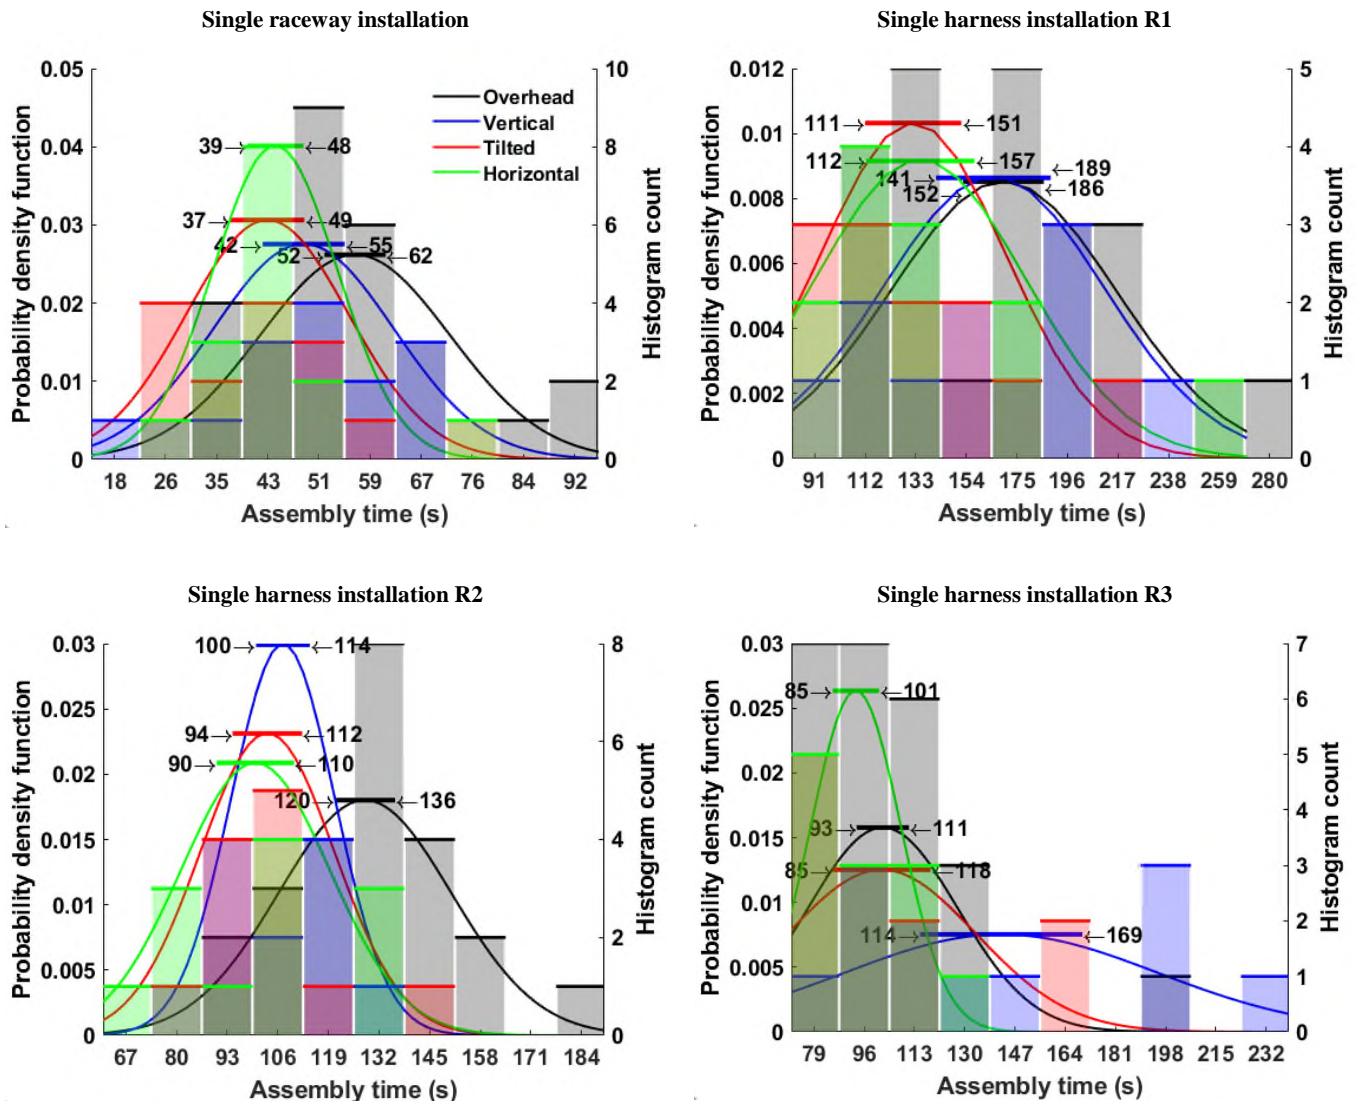 Single raceway installation
0.05
0.04
0.03
0.02
0.01
0
10
8
6
4
2
0
Probability density function
Histogram count
Overhead
Vertical
Tilted
Horizontal
39→ ←48
37→ ←49
42→ ←55
52→ ←62
18 26 35 43 51 59 67 76 84 92
Assembly time (s)
Single harness installation R1
0.012
0.01
0.008
0.006
0.004
0.002
0
5
4
3
2
1
0
Probability density function
Histogram count
111→ ←151
112→ ←157
141→ ←189
152→ ←186
91 112 133 154 175 196 217 238 259 280
Assembly time (s)
Single harness installation R2
0.03
0.025
0.02
0.015
0.01
0.005
0
8
6
4
2
0
Probability density function
Histogram count
100→ ←114
94→ ←112
90→ ←110
120→ ←136
67 80 93 106 119 132 145 158 171 184
Assembly time (s)
Single harness installation R3
0.03
0.025
0.02
0.015
0.01
0.005
0
7
6
5
4
3
2
1
0
Probability density function
Histogram count
85→ ←101
93→ ←111
85→ ←118
114→ ←169
79 96 113 130 147 164 181 198 215 232
Assembly time (s)